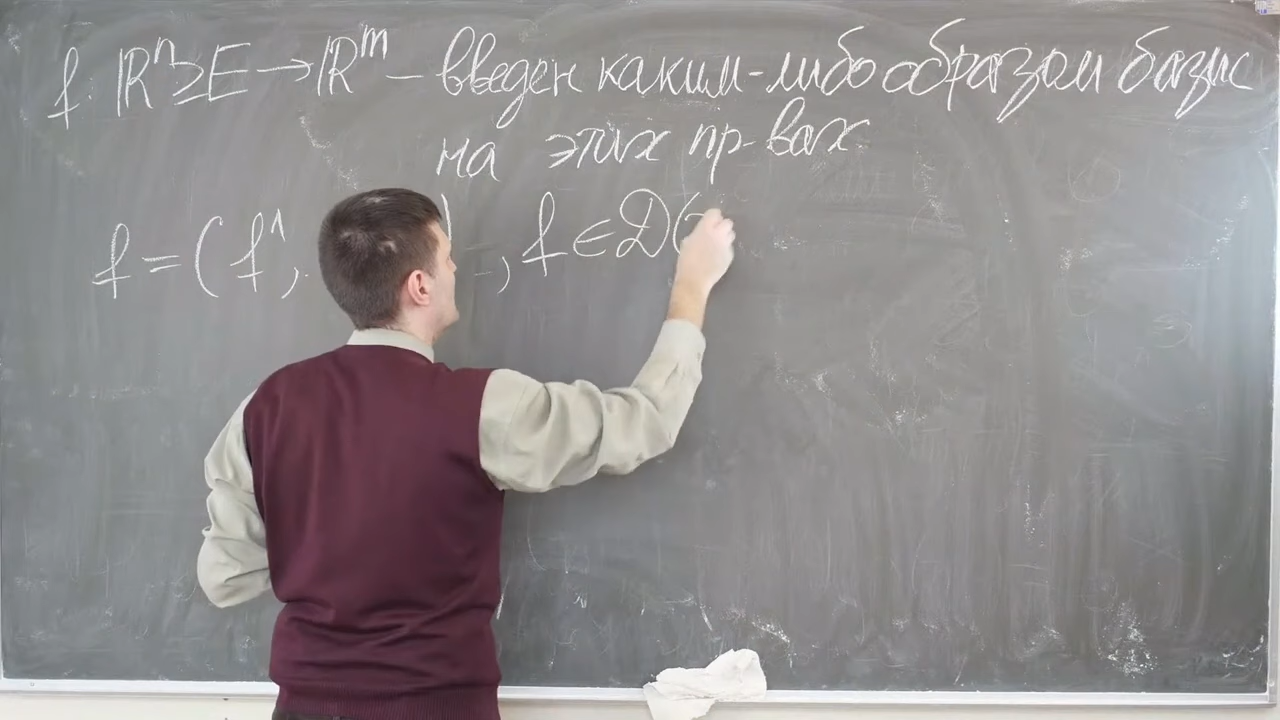 f: ℝⁿ ⊇ E → ℝᵐ – введен каким-либо образом базис
на этих пр-вах
f = (f¹, , f ∈ D(